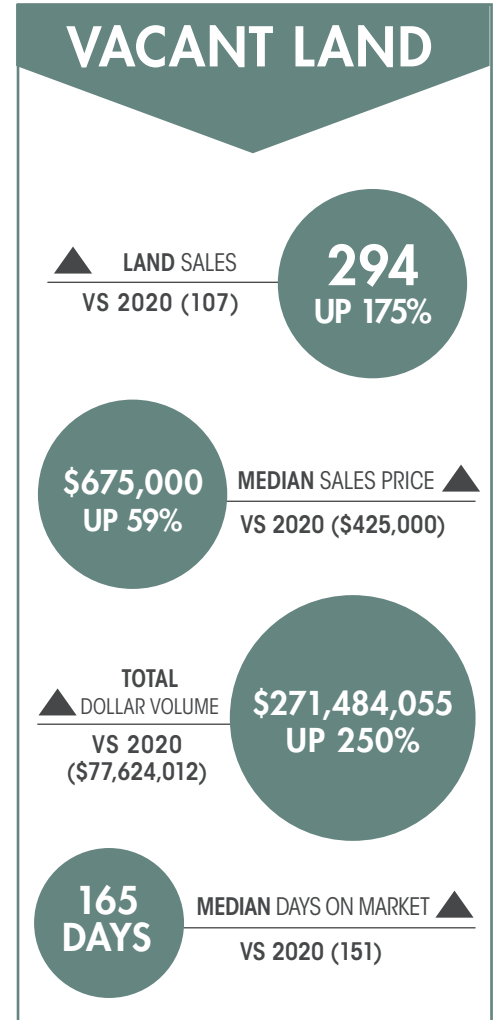 VACANT LAND
LAND SALES
VS 2020 (107)
294
UP 175%
$675,000
UP 59%
MEDIAN SALES PRICE
VS 2020 ($425,000)
TOTAL
DOLLAR VOLUME
VS 2020
($77,624,012)
$271,484,055
UP 250%
165
DAYS
MEDIAN DAYS ON MARKET
VS 2020 (151)